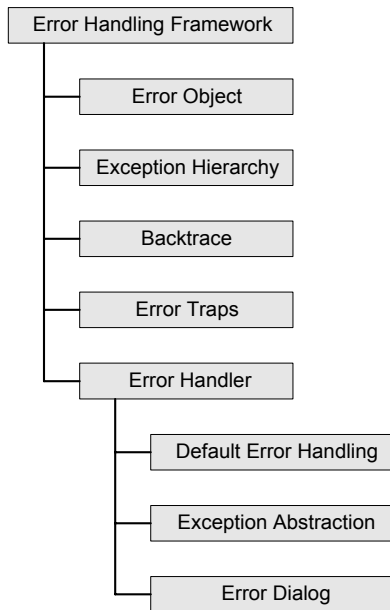 Error Handling Framework
Error Object
Exception Hierarchy
Backtrace
Error Traps
Error Handler
Default Error Handling
Exception Abstraction
Error Dialog